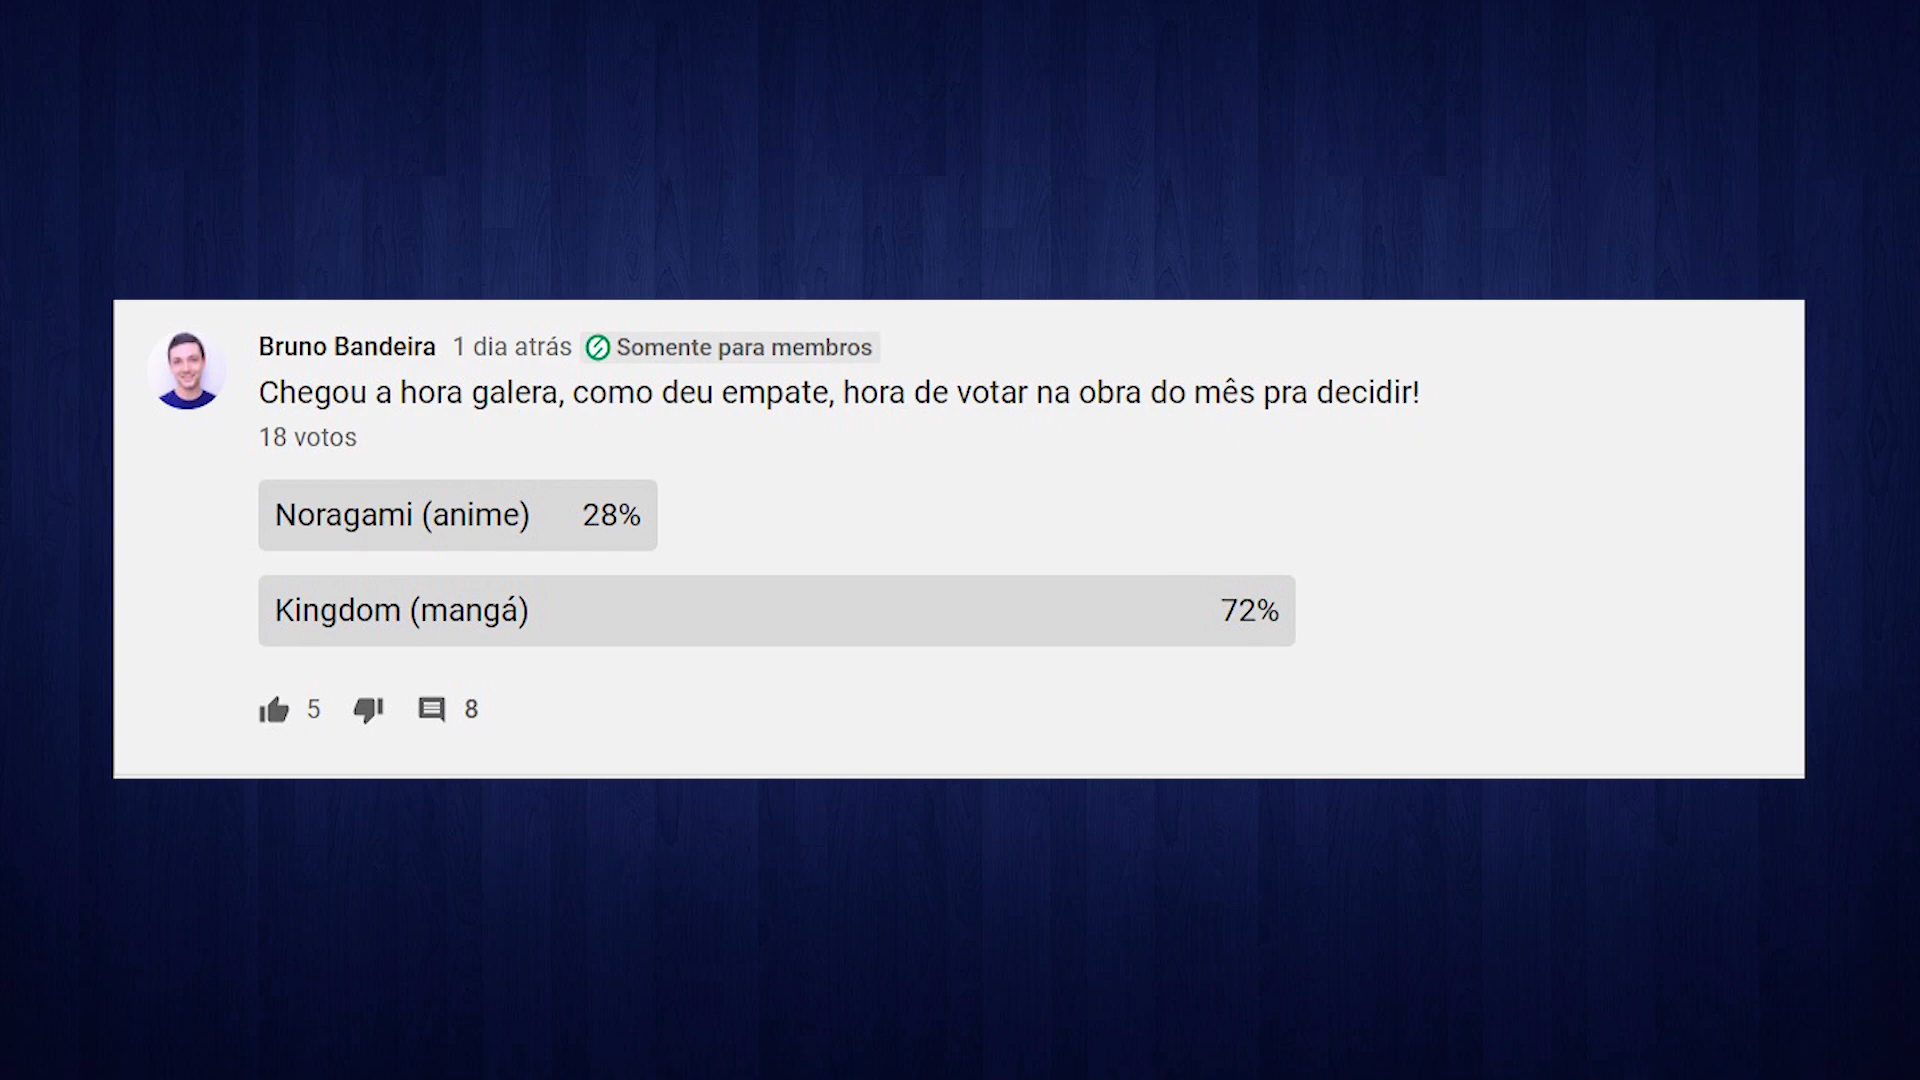 Bruno Bandeira 1 dia atrás Somente para membros
Chegou a hora galera, como deu empate, hora de votar na obra do mês pra decidir!
18 votos
Noragami (anime) 28%
Kingdom (mangá) 72%
5 8